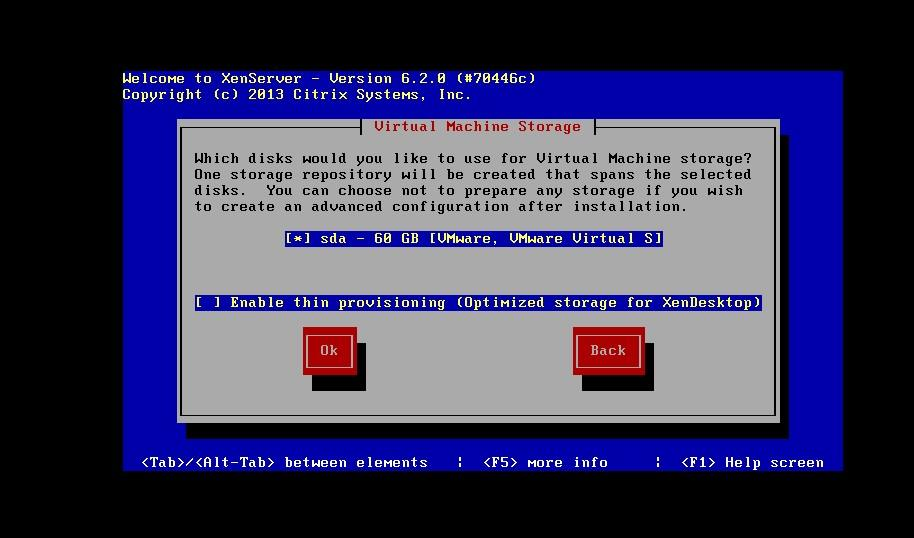 Welcome to XenServer - Version 6.2.0 (#70446c)
Copyright (c) 2013 Citrix Systems, Inc.
Virtual Machine Storage
Which disks would you like to use for Virtual Machine storage?
One storage repository will be created that spans the selected
disks.  You can choose not to prepare any storage if you wish
to create an advanced configuration after installation.
[*] sda - 60 GB [VMware, VMware Virtual S]
[ ] Enable thin provisioning (Optimized storage for XenDesktop)
Ok Back
<Tab>/<Alt-Tab> between elements ¦ <F5> more info ¦ <F1> Help screen